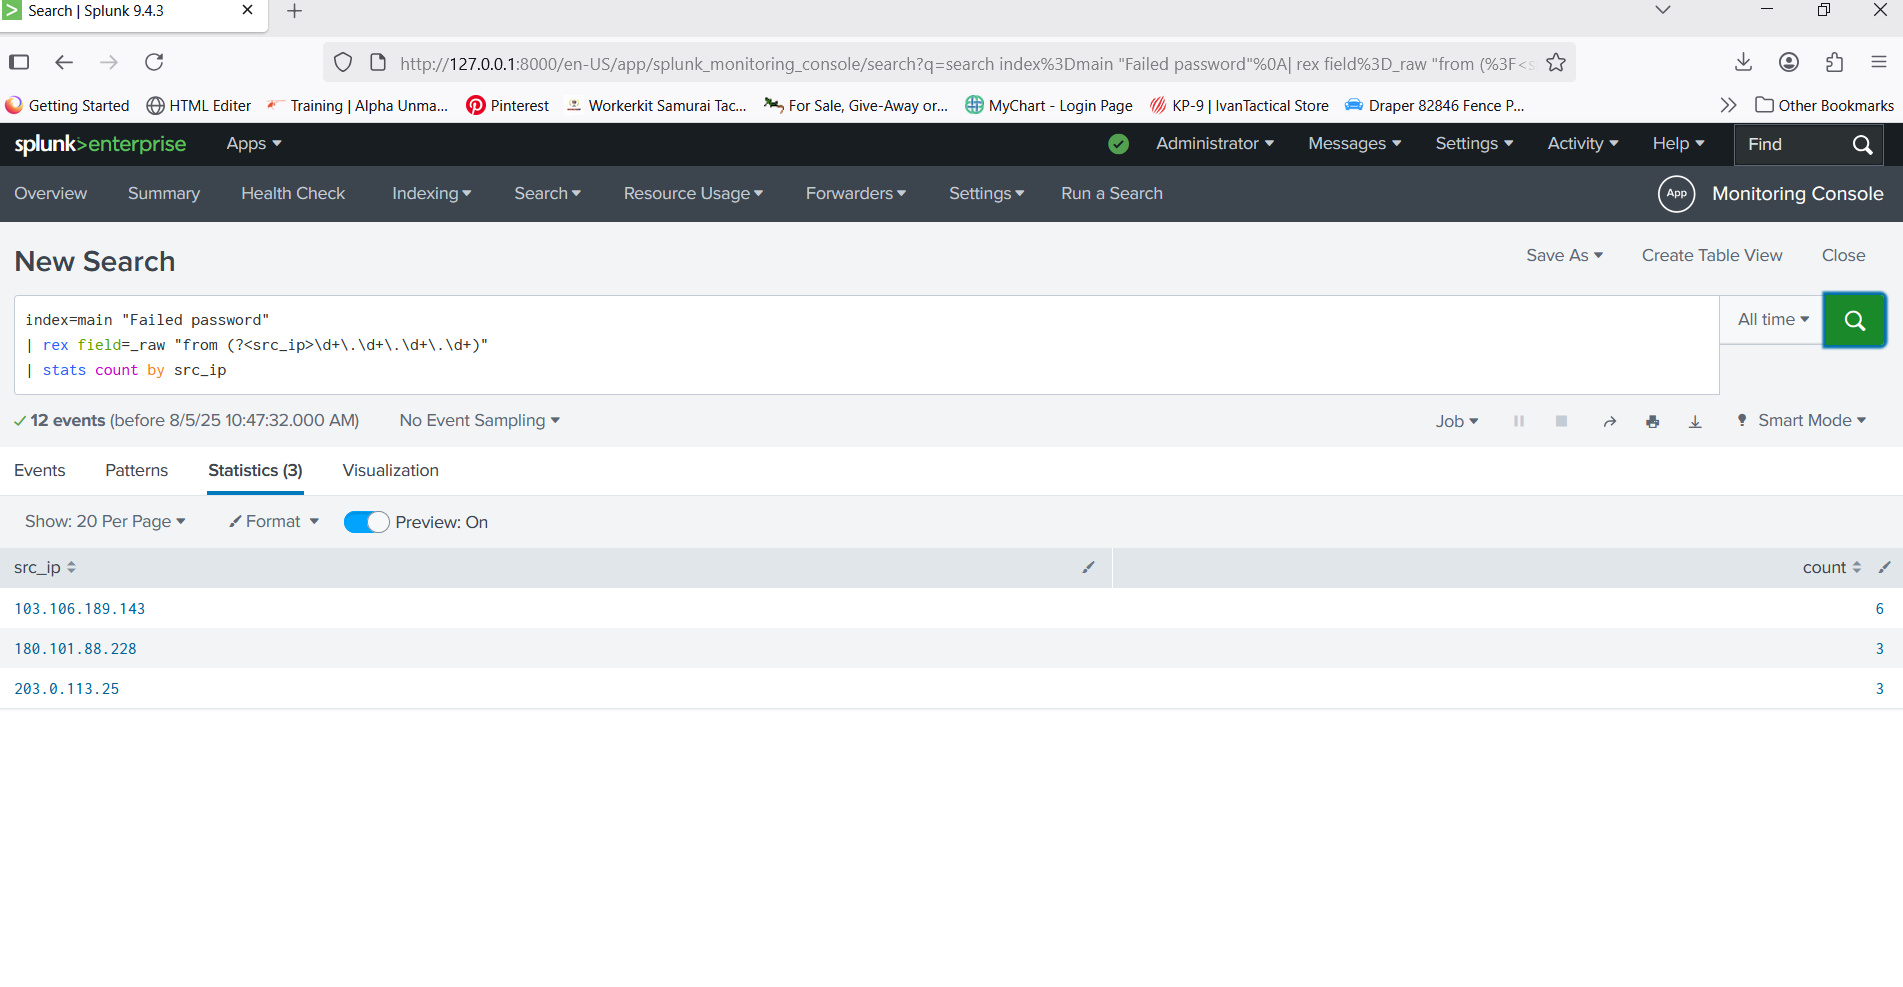 Search | Splunk 9.4.3
http://127.0.0.1:8000/en-US/app/splunk_monitoring_console/search?q=search index%3Dmain "Failed password"%0A| rex field%3D_raw "from (%3F<s
Getting Started HTML Editer Training | Alpha Unma... Pinterest Workerkit Samurai Tac... For Sale, Give-Away or... MyChart - Login Page KP-9 | IvanTactical Store Draper 82846 Fence P... Other Bookmarks
splunk>enterprise Apps Administrator Messages Settings Activity Help Find
Overview Summary Health Check Indexing Search Resource Usage Forwarders Settings Run a Search App Monitoring Console
New Search Save As Create Table View Close
index=main "Failed password"
| rex field=_raw "from (?<src_ip>\d+\.\d+\.\d+\.\d+)"
| stats count by src_ip
All time
12 events (before 8/5/25 10:47:32.000 AM) No Event Sampling Job Smart Mode
Events Patterns Statistics (3) Visualization
Show: 20 Per Page Format Preview: On
src_ip count
103.106.189.143 6
180.101.88.228 3
203.0.113.25 3